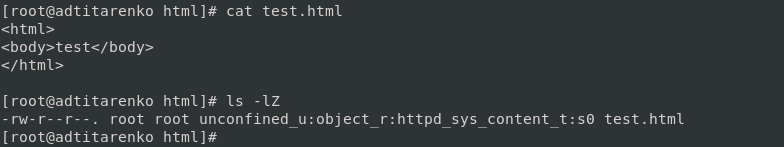 [root@adtitarenko html]# cat test.html
<html>
<body>test</body>
</html>
[root@adtitarenko html]# ls -lZ
-rw-r--r--. root root unconfined_u:object_r:httpd_sys_content_t:s0 test.html
[root@adtitarenko html]#